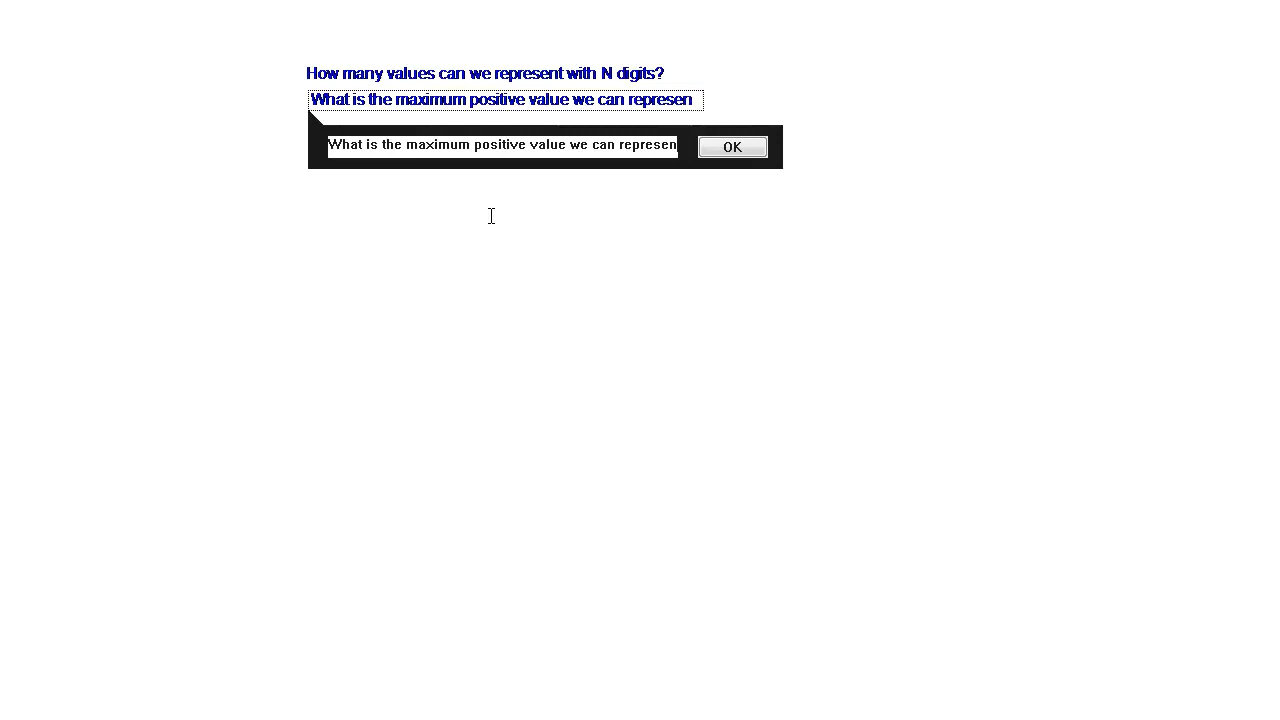 How many values can we represent with N digits?
What is the maximum positive value we can represen
What is the maximum positive value we can represen
OK